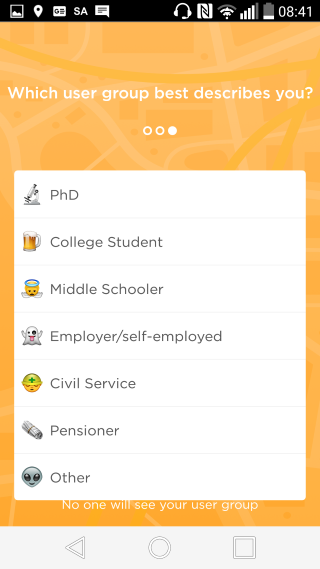 SA
08:41
Which user group best describes you?
PhD
College Student
Middle Schooler
Employer/self-employed
Civil Service
Pensioner
Other
No one will see your user group